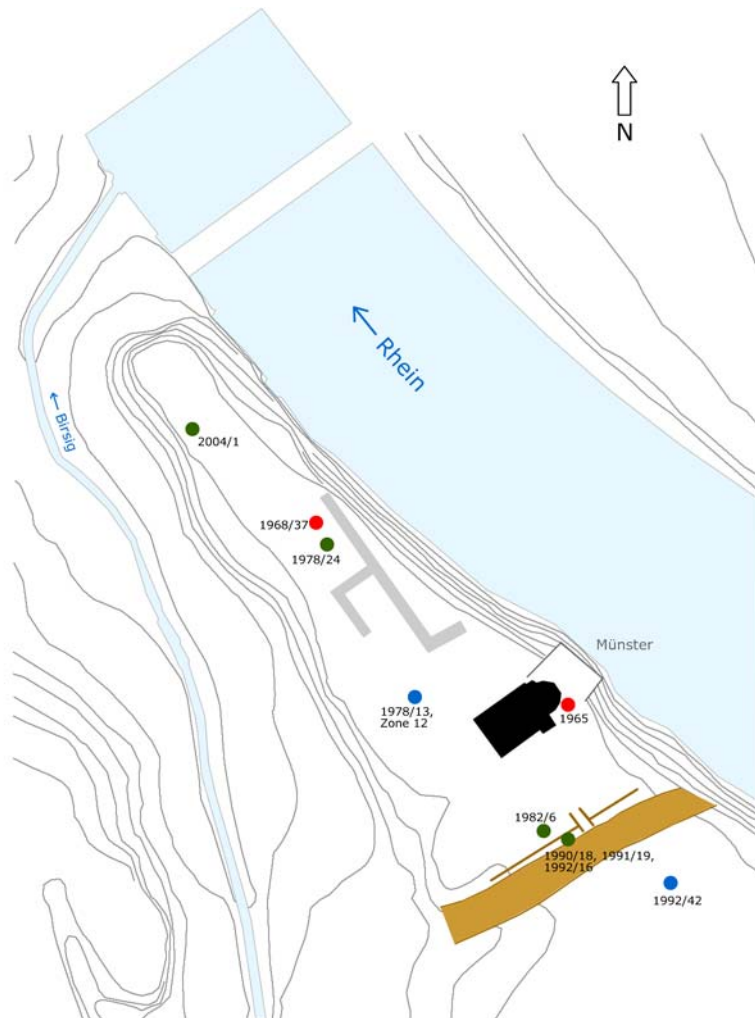 N
Rhein
Birsig
2004/1
1968/37
1978/24
Münster
1978/13,
Zone 12
1965
1982/6
1990/18, 1991/19,
1992/16
1992/42